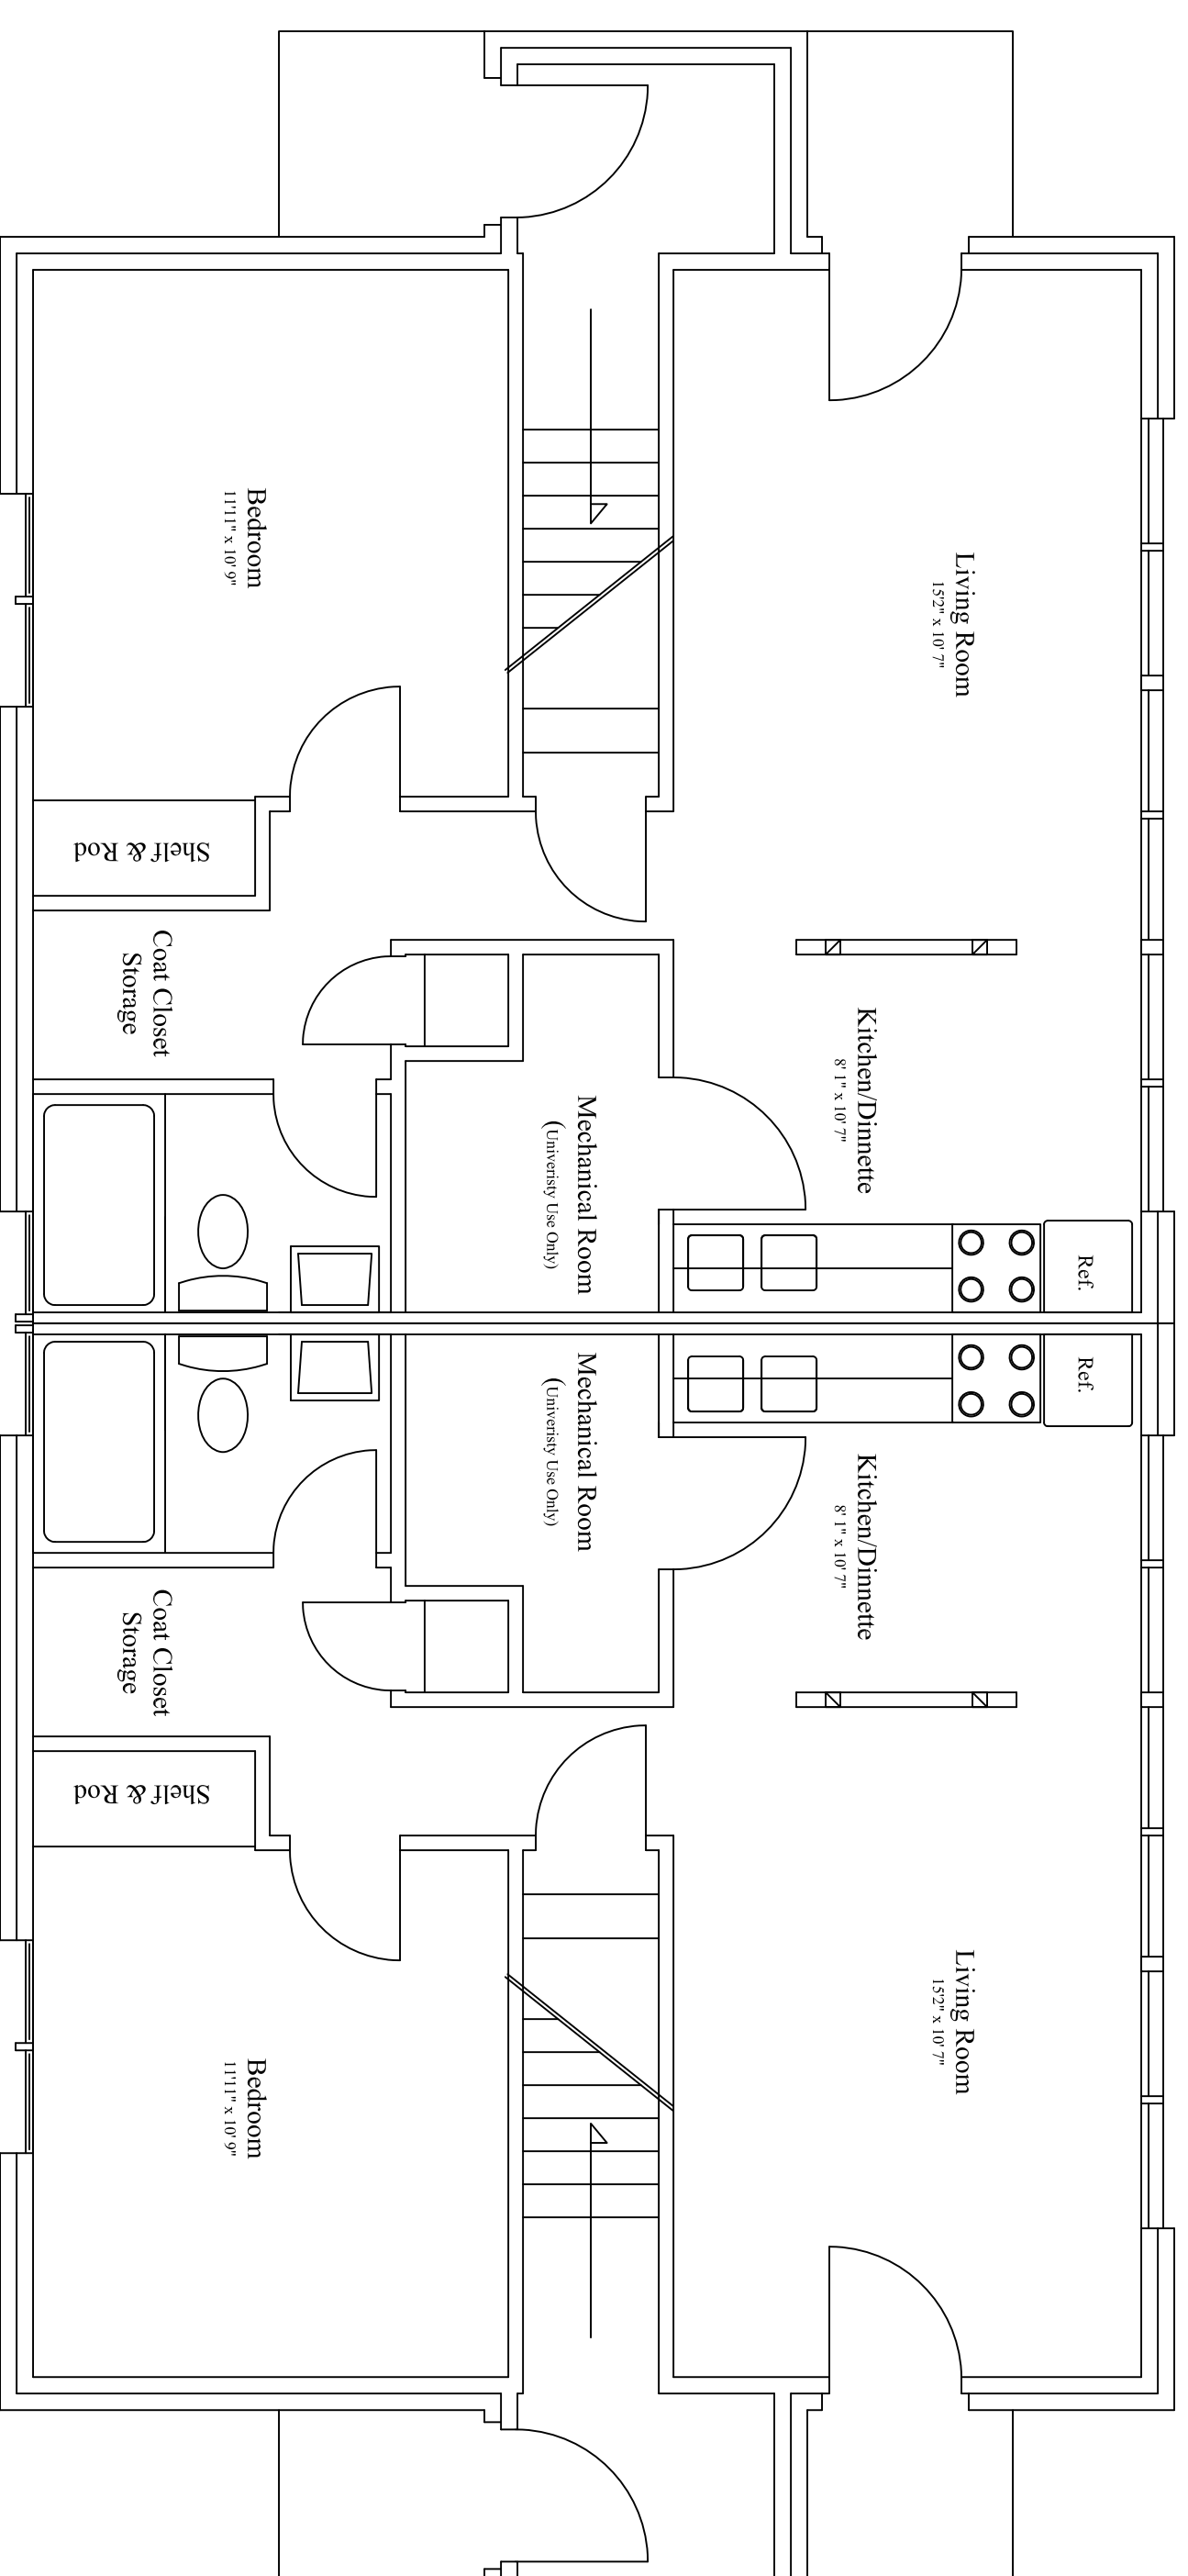 Living Room
15'2" x 10' 7"
Bedroom
11'11" x 10' 9"
Shelf & Rod
Coat Closet
Storage
Kitchen/Dinnette
8' 1" x 10' 7"
Mechanical Room
(Univeristy Use Only)
Ref.
Ref.
Mechanical Room
(Univeristy Use Only)
Kitchen/Dinnette
8' 1" x 10' 7"
Coat Closet
Storage
Shelf & Rod
Living Room
15'2" x 10' 7"
Bedroom
11'11" x 10' 9"